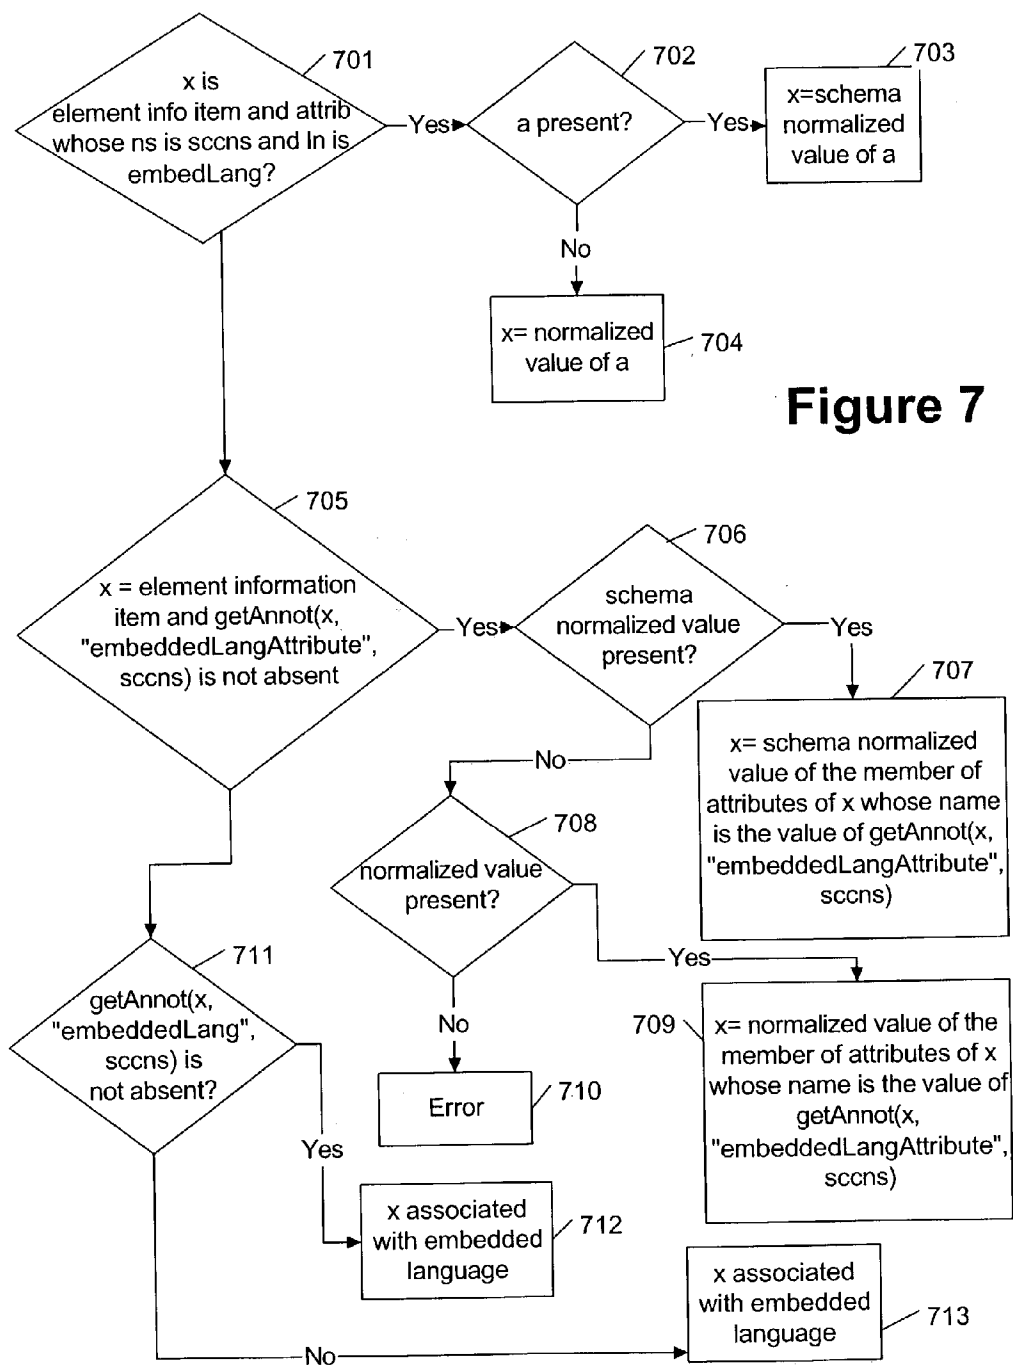 701
x is
element info item and attrib
whose ns is sccns and ln is
embedLang?
Yes
702
a present?
Yes
703
x=schema
normalized
value of a
No
x= normalized
value of a
704
Figure 7
705
x = element information
item and getAnnot(x,
"embeddedLangAttribute",
sccns) is not absent
Yes
706
schema
normalized value
present?
Yes
707
x= schema normalized
value of the member of
attributes of x whose name
is the value of getAnnot(x,
"embeddedLangAttribute",
sccns)
No
708
normalized value
present?
Yes
709
x= normalized value of the
member of attributes of x
whose name is the value of
getAnnot(x,
"embeddedLangAttribute",
sccns)
No
Error
710
711
getAnnot(x,
"embeddedLang",
sccns) is
not absent?
Yes
x associated
with embedded
language
712
x associated
with embedded
language
713
No